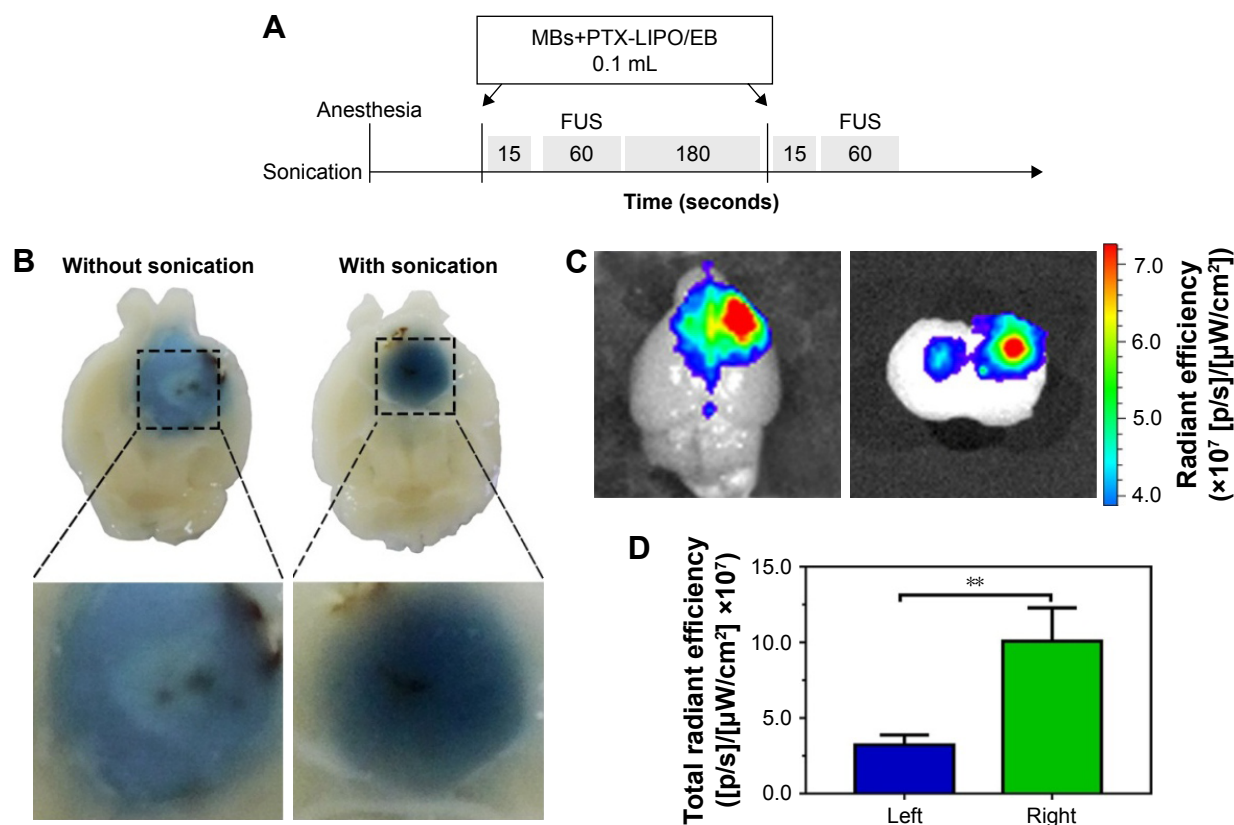 A
MBs+PTX-LIPO/EB
0.1 mL
Anesthesia
FUS
FUS
15
60
180
15
60
Sonication
Time (seconds)
B
Without sonication
With sonication
C
7.0
6.0
5.0
4.0
Radiant efficiency
(×10⁷ [p/s]/[µW/cm²])
D
Total radiant efficiency
([p/s]/[µW/cm²] ×10⁷)
15.0
10.0
5.0
0.0
**
Left
Right